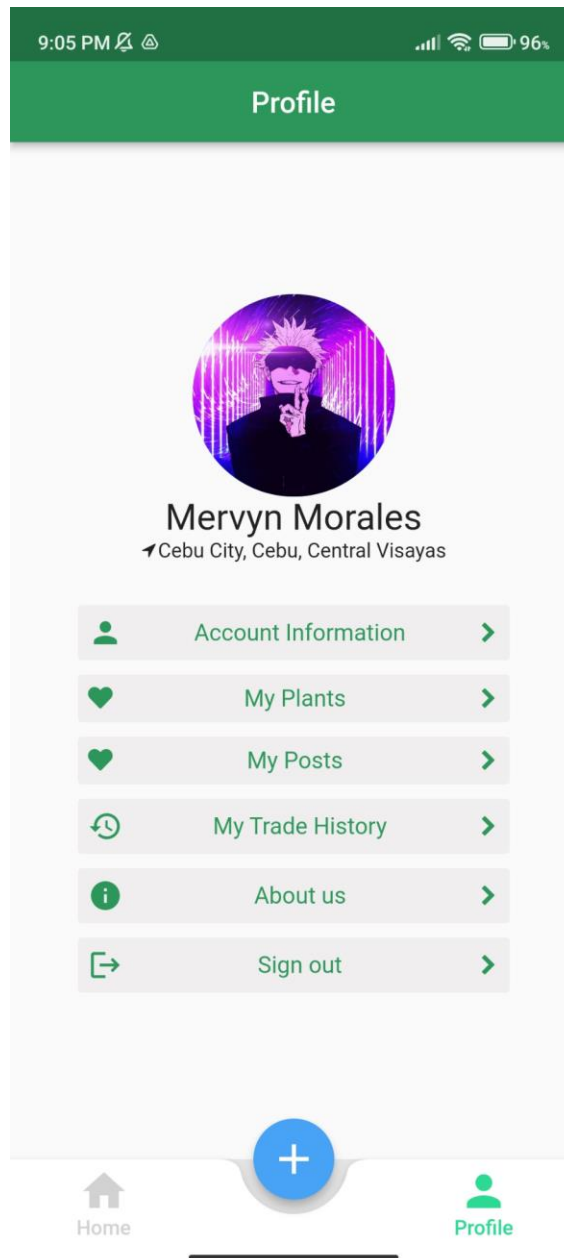 9:05 PM 96%
Profile
Mervyn Morales
Cebu City, Cebu, Central Visayas
Account Information
My Plants
My Posts
My Trade History
About us
Sign out
Home
Profile